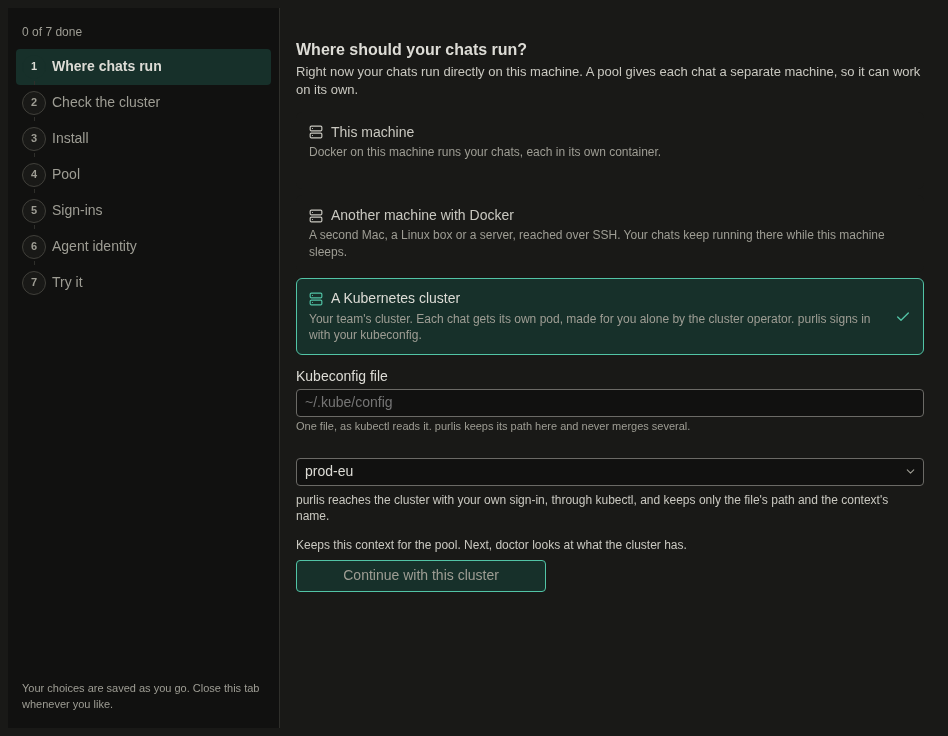 0 of 7 done
1 Where chats run
2 Check the cluster
3 Install
4 Pool
5 Sign-ins
6 Agent identity
7 Try it
Your choices are saved as you go. Close this tab
whenever you like.
Where should your chats run?
Right now your chats run directly on this machine. A pool gives each chat a separate machine, so it can work
on its own.
This machine
Docker on this machine runs your chats, each in its own container.
Another machine with Docker
A second Mac, a Linux box or a server, reached over SSH. Your chats keep running there while this machine
sleeps.
A Kubernetes cluster
Your team's cluster. Each chat gets its own pod, made for you alone by the cluster operator. purlis signs in
with your kubeconfig.
Kubeconfig file
~/.kube/config
One file, as kubectl reads it. purlis keeps its path here and never merges several.
prod-eu
purlis reaches the cluster with your own sign-in, through kubectl, and keeps only the file's path and the context's
name.
Keeps this context for the pool. Next, doctor looks at what the cluster has.
Continue with this cluster